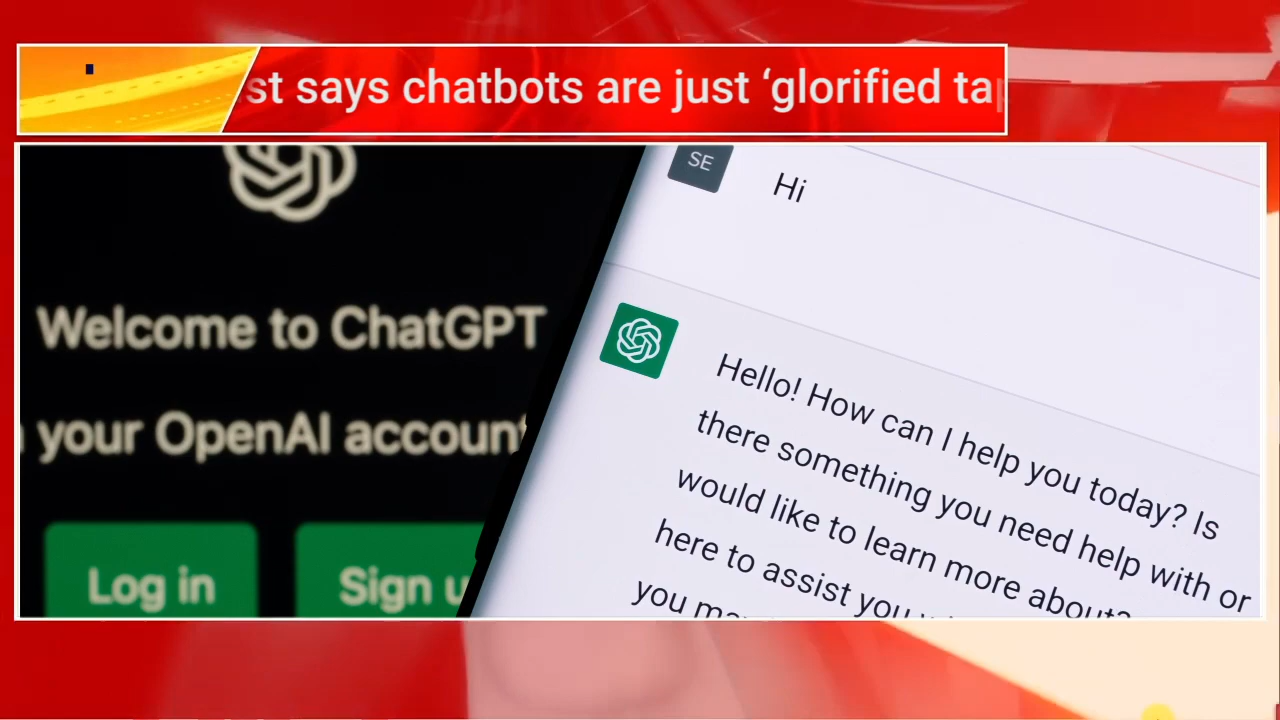 st says chatbots are just ‘glorified ta
Welcome to ChatGPT
your OpenAI account
Log in
Sign u
SE
Hi
Hello! How can I help you today? Is
there something you need help with or
would like to learn more about?
here to assist you
you may